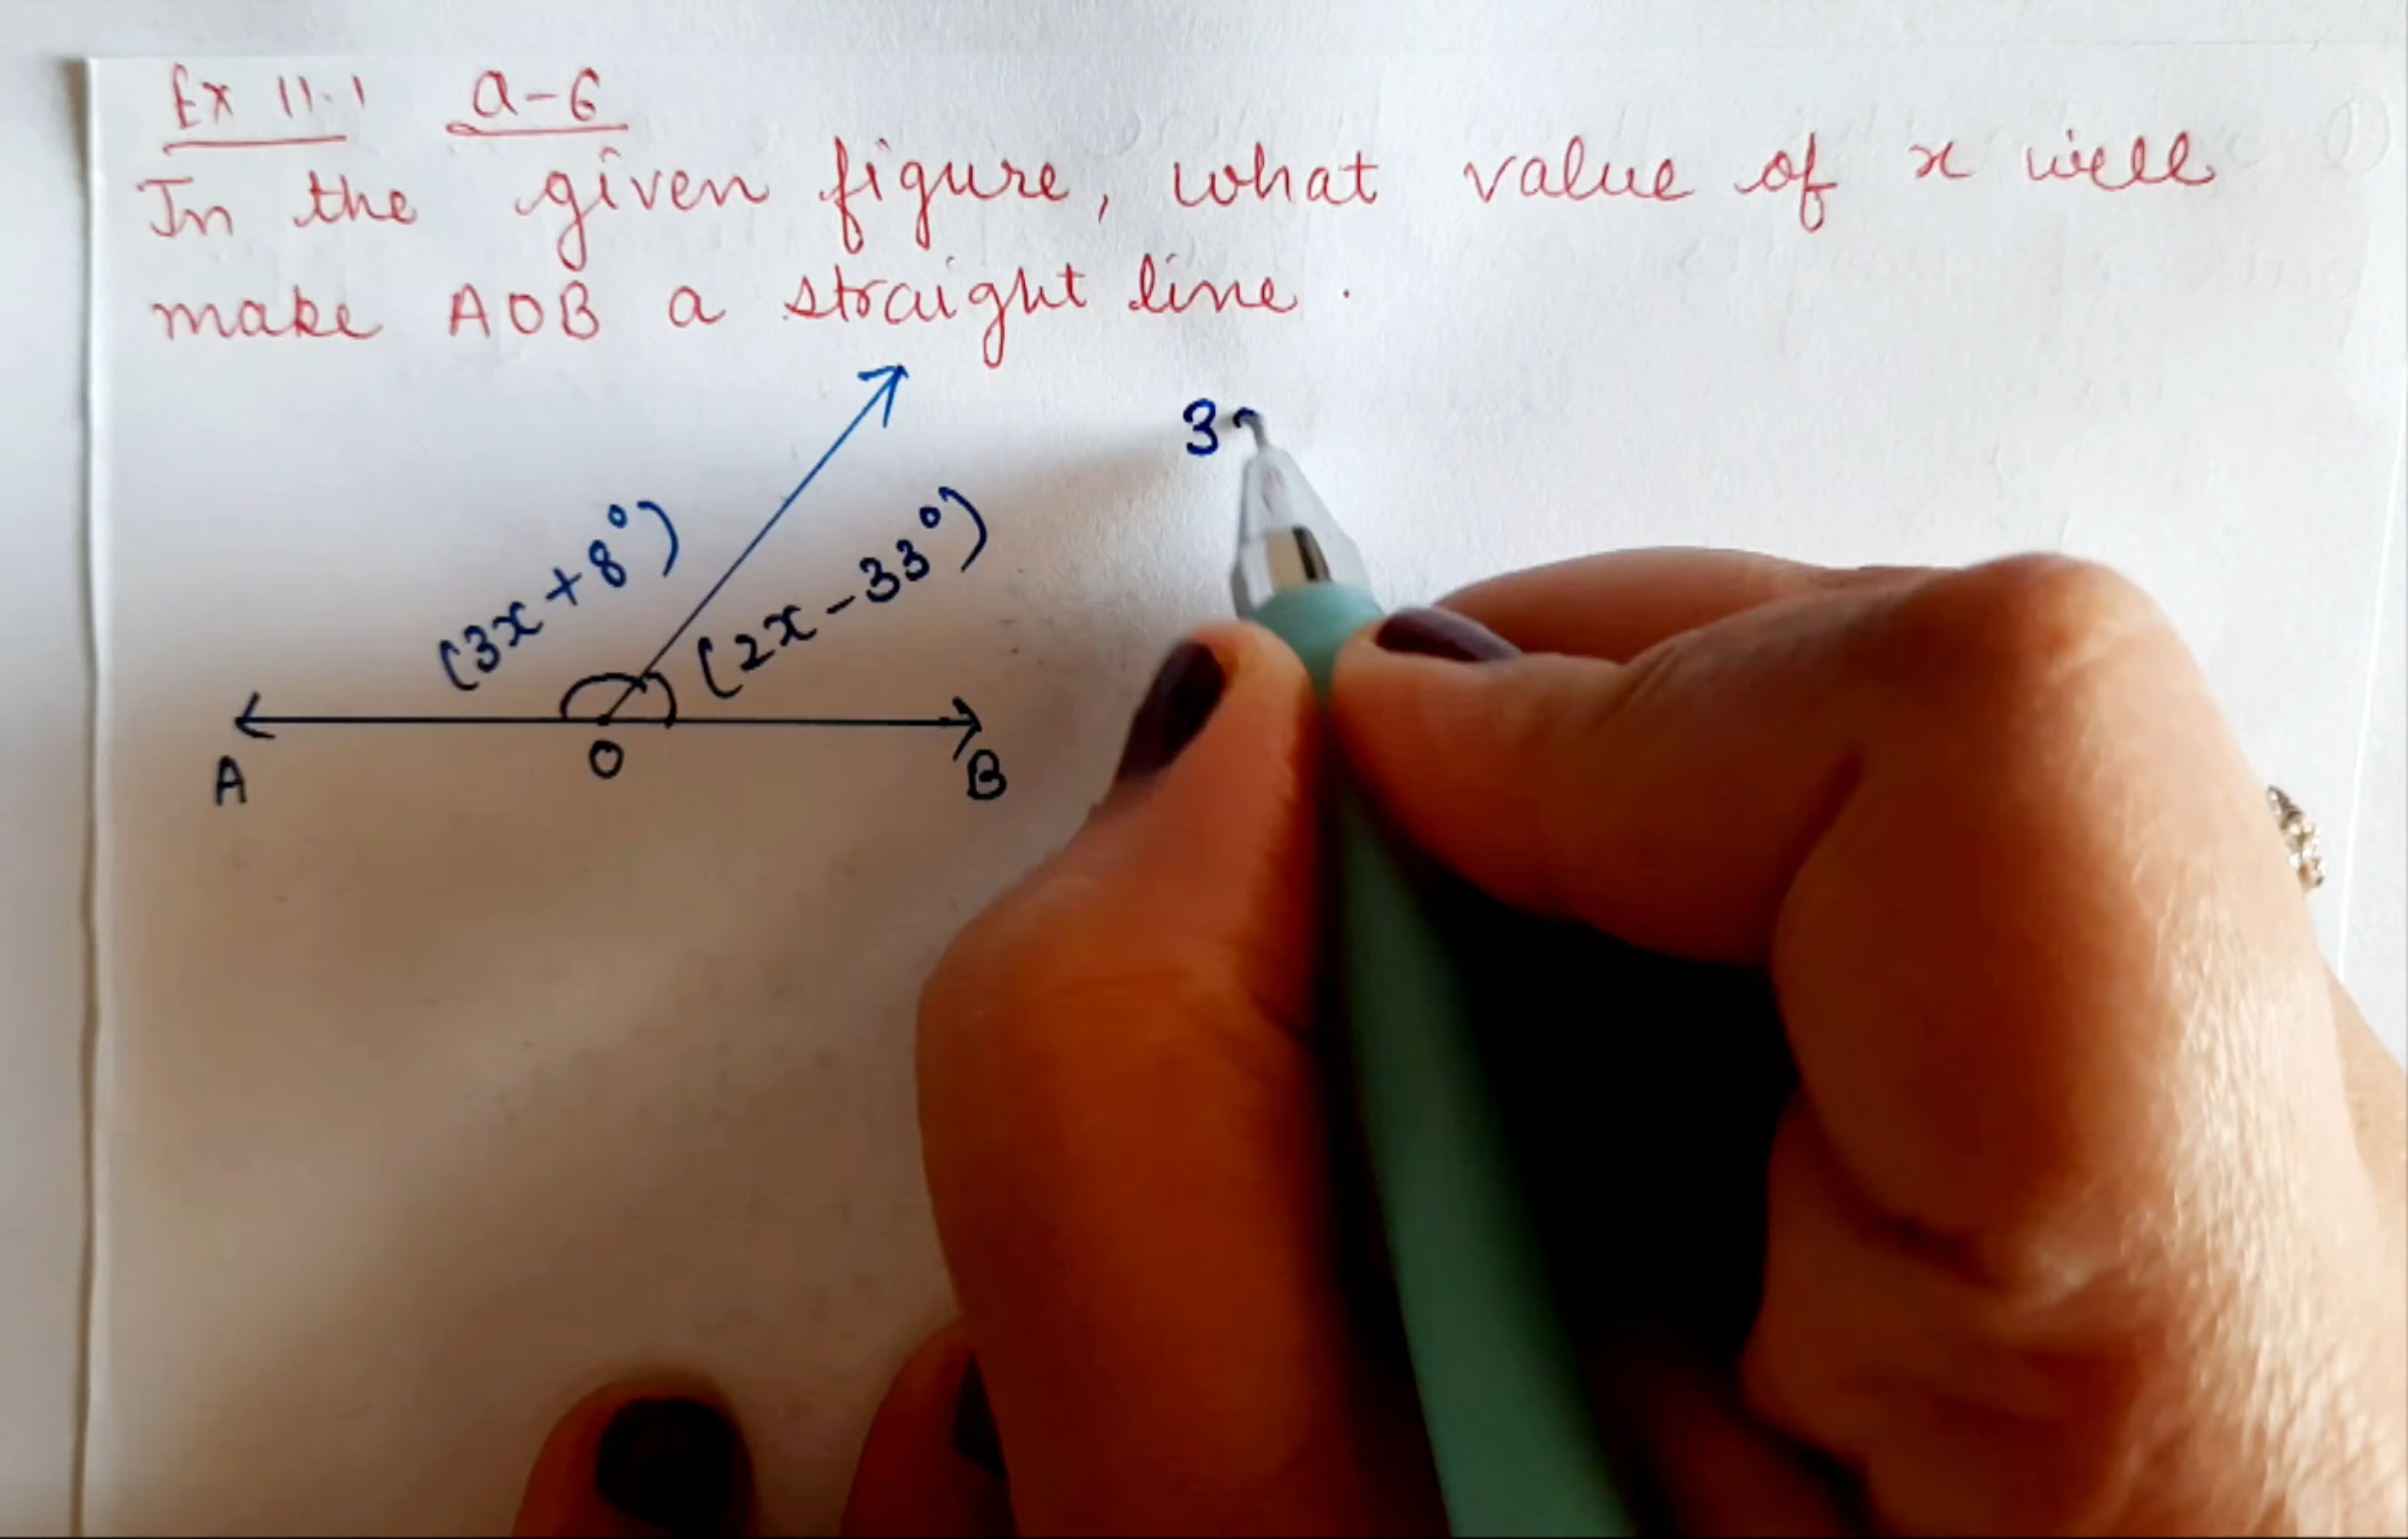 Ex 11.1 Q-6
In the given figure, what value of x will
make AOB a straight line.
3
(3x+8°)
(2x-33°)
A O B